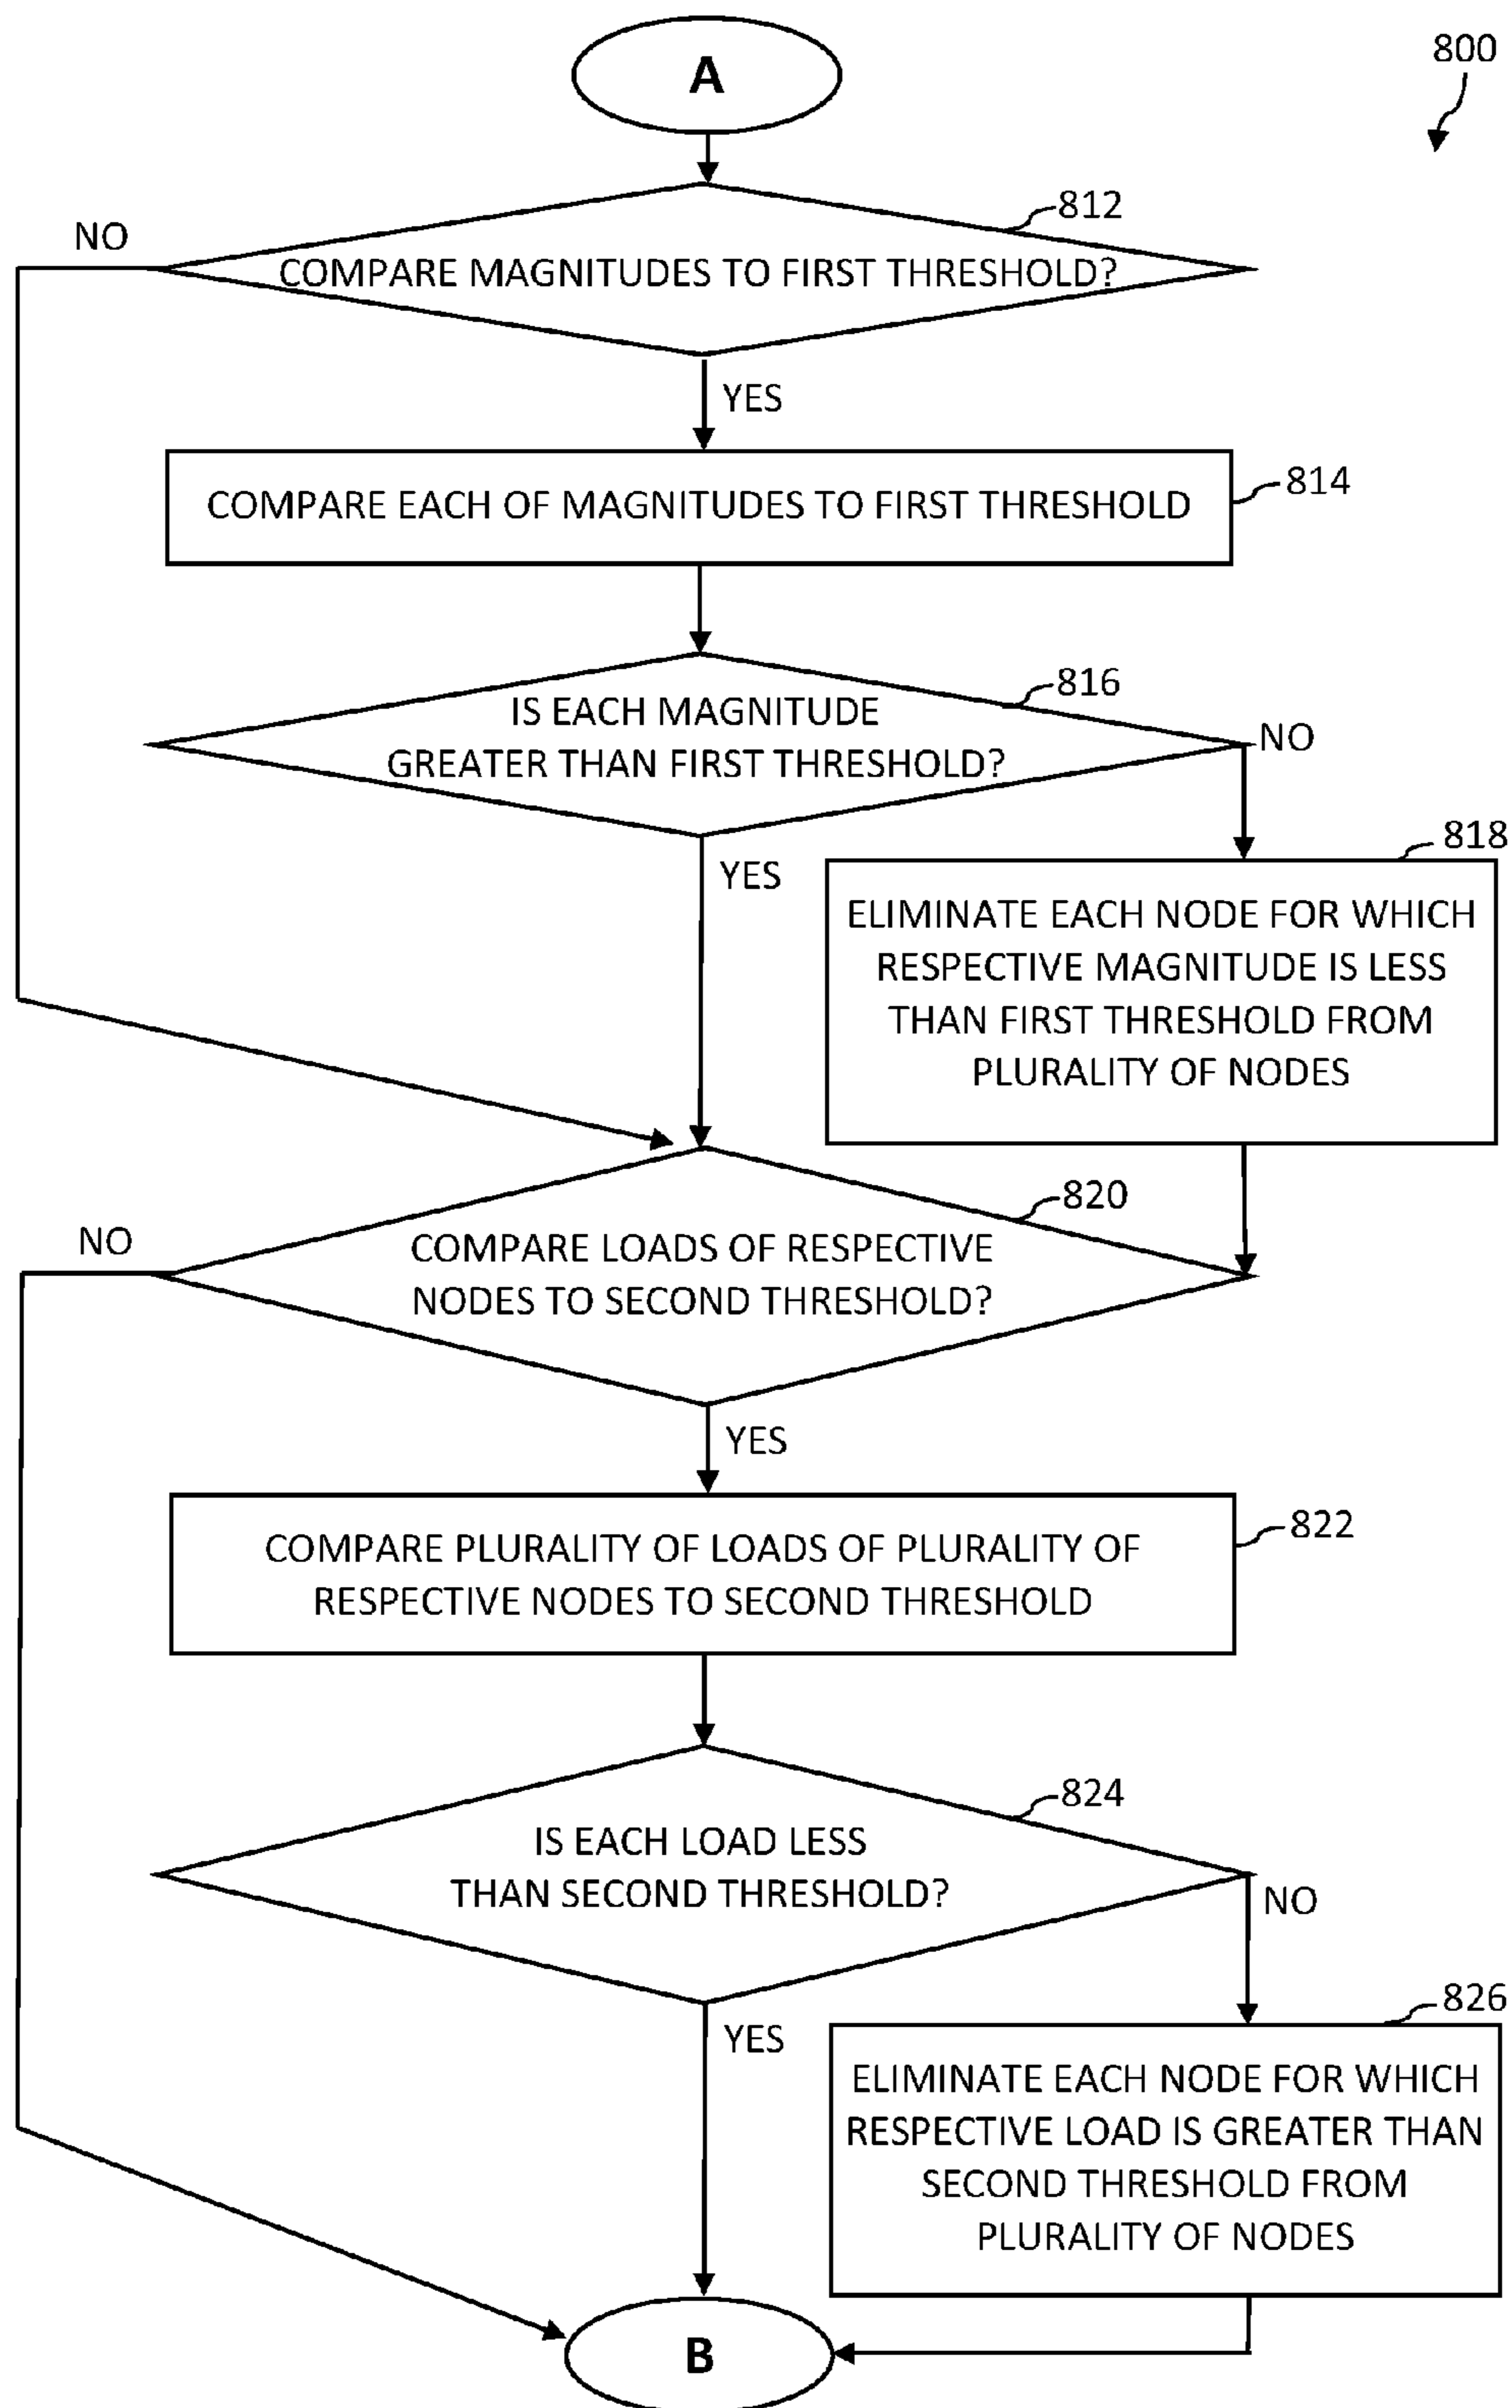 A
800
812
NO
COMPARE MAGNITUDES TO FIRST THRESHOLD?
YES
814
COMPARE EACH OF MAGNITUDES TO FIRST THRESHOLD
816
IS EACH MAGNITUDE
GREATER THAN FIRST THRESHOLD?
NO
818
YES
ELIMINATE EACH NODE FOR WHICH
RESPECTIVE MAGNITUDE IS LESS
THAN FIRST THRESHOLD FROM
PLURALITY OF NODES
820
NO
COMPARE LOADS OF RESPECTIVE
NODES TO SECOND THRESHOLD?
YES
822
COMPARE PLURALITY OF LOADS OF PLURALITY OF
RESPECTIVE NODES TO SECOND THRESHOLD
824
IS EACH LOAD LESS
THAN SECOND THRESHOLD?
NO
826
YES
ELIMINATE EACH NODE FOR WHICH
RESPECTIVE LOAD IS GREATER THAN
SECOND THRESHOLD FROM
PLURALITY OF NODES
B